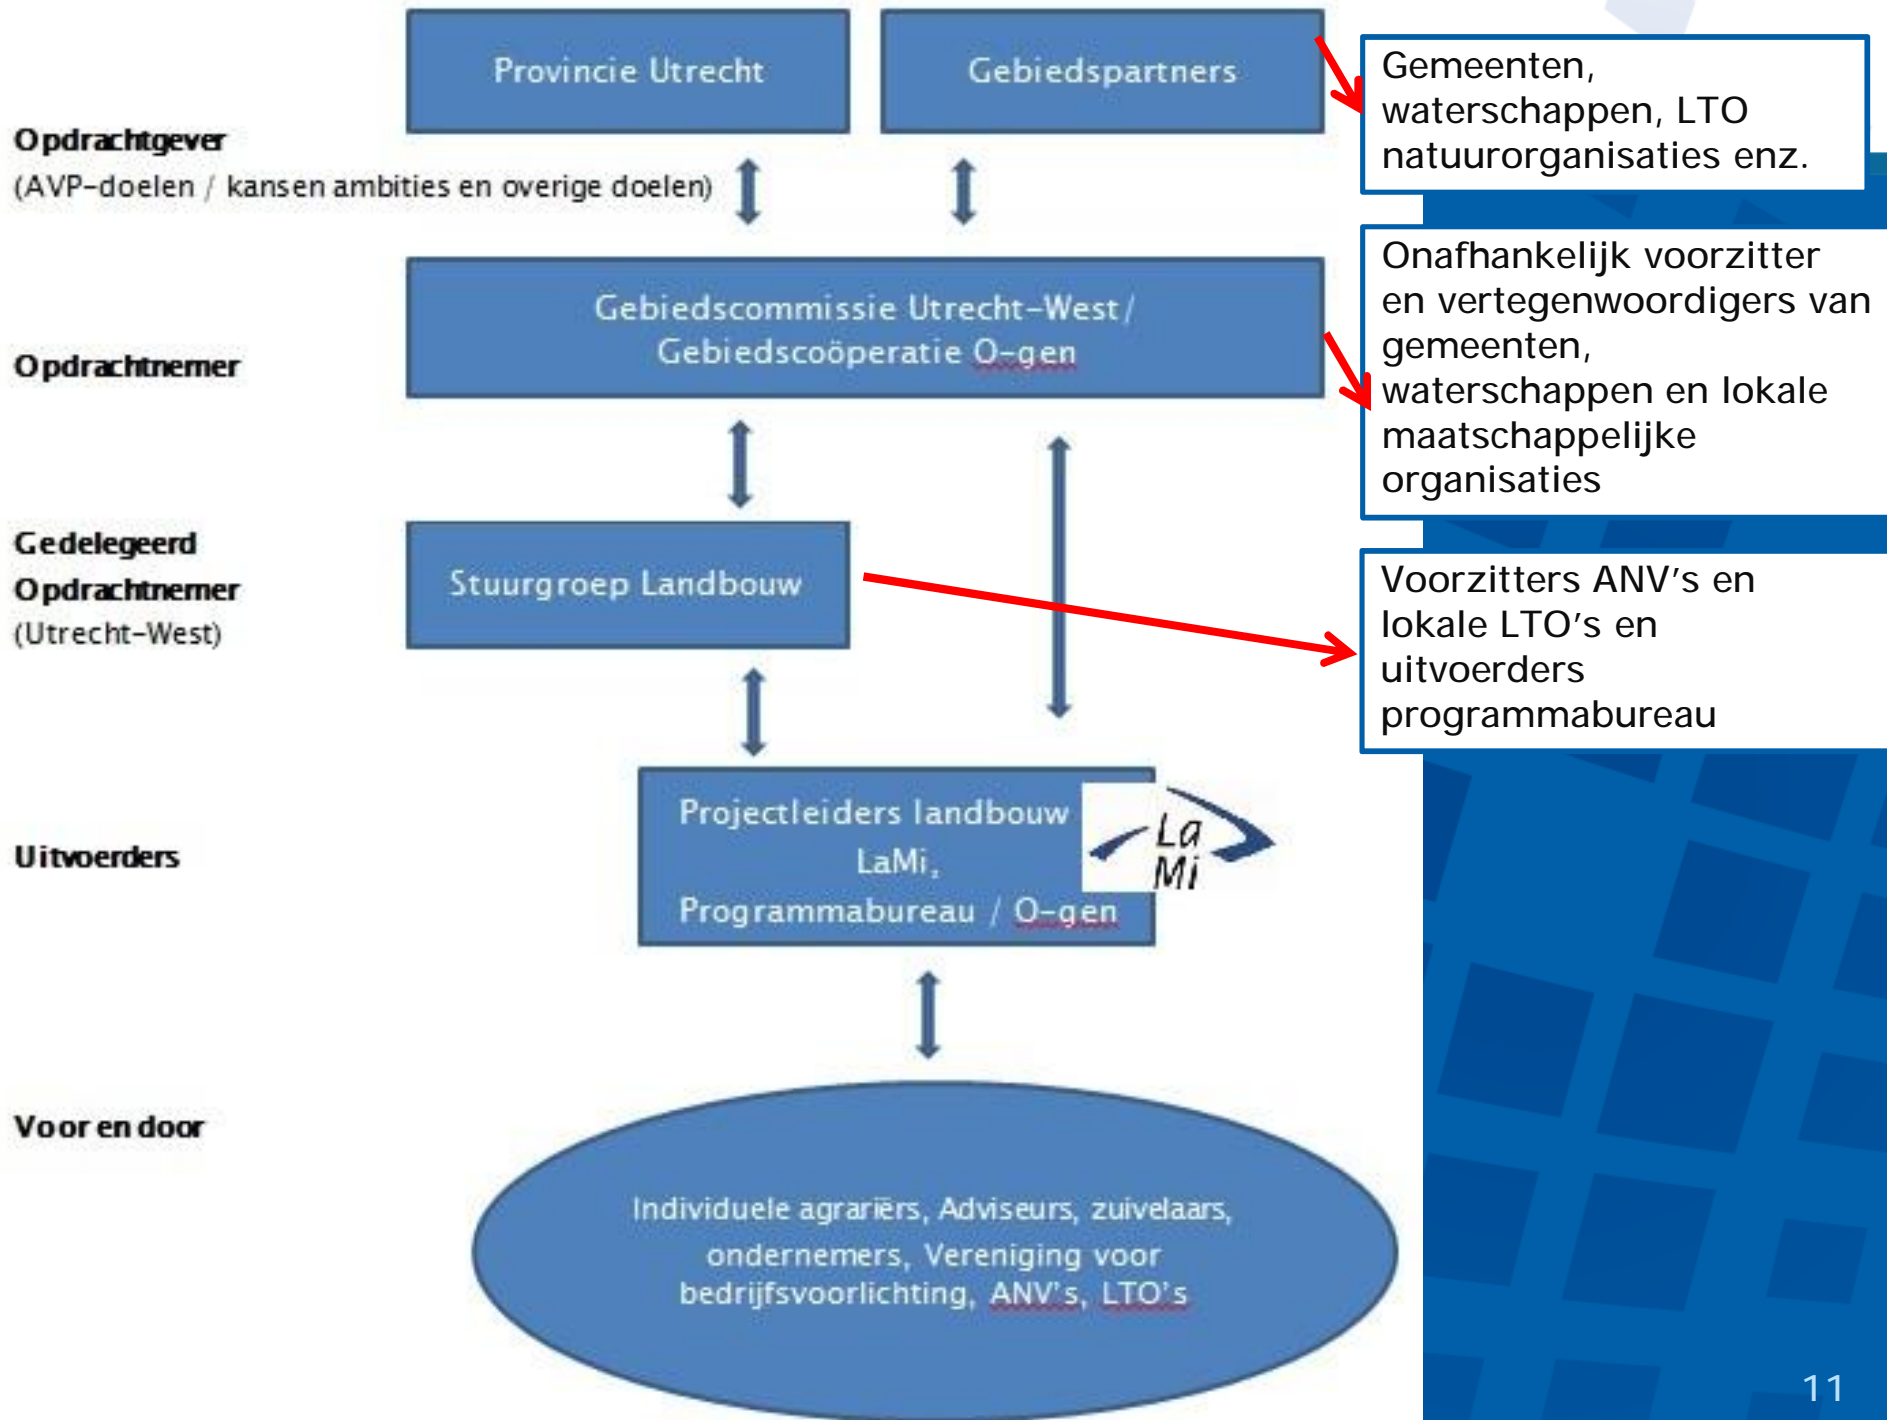 Provincie Utrecht
Gebiedspartners
Gemeenten,
waterschappen, LTO
natuurorganisaties enz.
Opdrachtgever
(AVP-doelen / kansen ambities en overige doelen)
Gebiedscommissie Utrecht-West/
Gebiedscoöperatie O-gen
Opdrachtnemer
Onafhankelijk voorzitter
en vertegenwoordigers van
gemeenten,
waterschappen en lokale
maatschappelijke
organisaties
Gedelegeerd
Opdrachtnemer
(Utrecht-West)
Stuurgroep Landbouw
Voorzitters ANV's en
lokale LTO's en
uitvoerders
programmabureau
Uitvoerders
Projectleiders landbouw
LaMi,
Programmabureau / O-gen
La
Mi
Voor en door
Individuele agrariërs, Adviseurs, zuivelaars,
ondernemers, Vereniging voor
bedrijfsvoorlichting, ANV's, LTO's
11